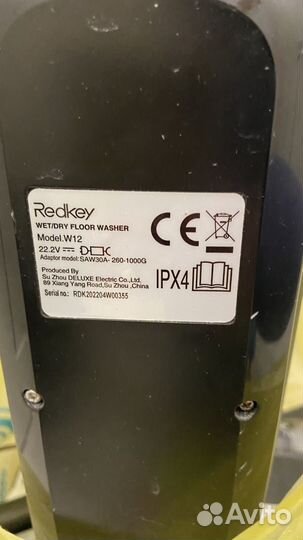 Redkey
WET/DRY FLOOR WASHER
Model.W12
22.2V
Adaptor model:SAW30A- 260-1000G
Produced By
Su Zhou DELUXE Electric Co.,Ltd.
89 Xiang Yang Road,Su Zhou ,China
Serial no.: RDK202204W00355
CE
IPX4
Avito